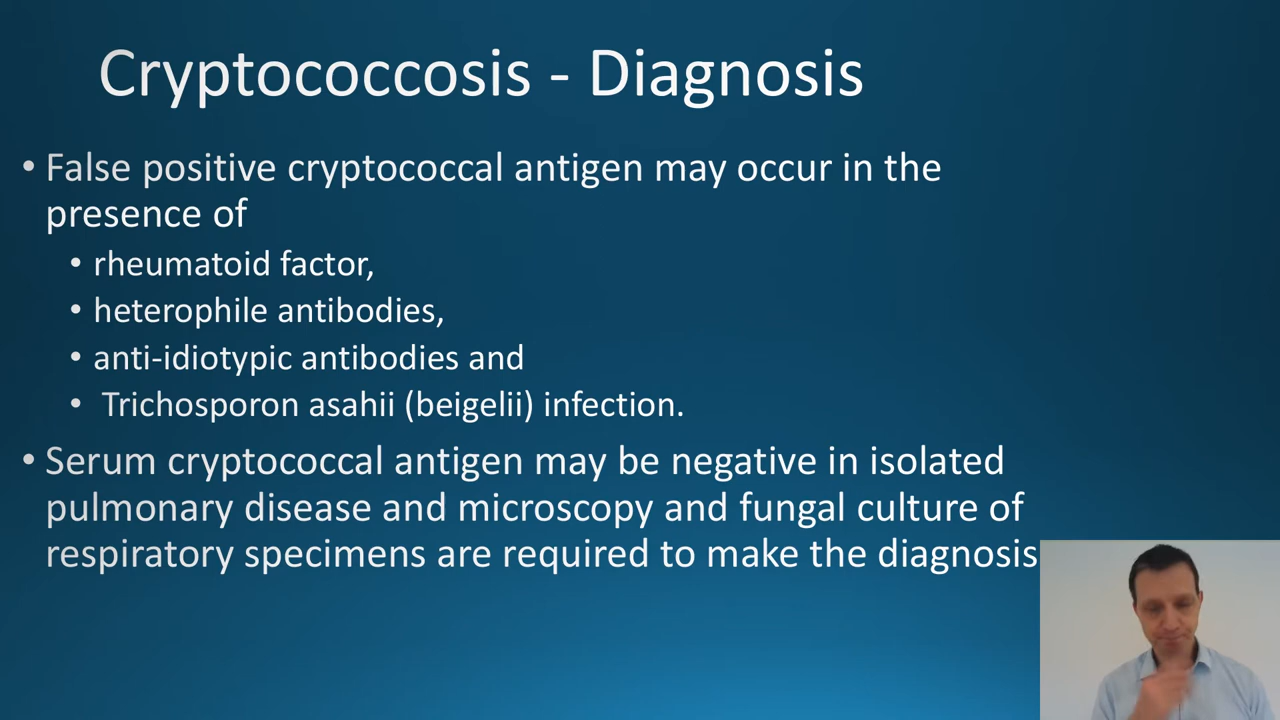 Cryptococcosis - Diagnosis
• False positive cryptococcal antigen may occur in the
presence of
• rheumatoid factor,
• heterophile antibodies,
• anti-idiotypic antibodies and
• Trichosporon asahii (beigelii) infection.
• Serum cryptococcal antigen may be negative in isolated
pulmonary disease and microscopy and fungal culture of
respiratory specimens are required to make the diagnosis